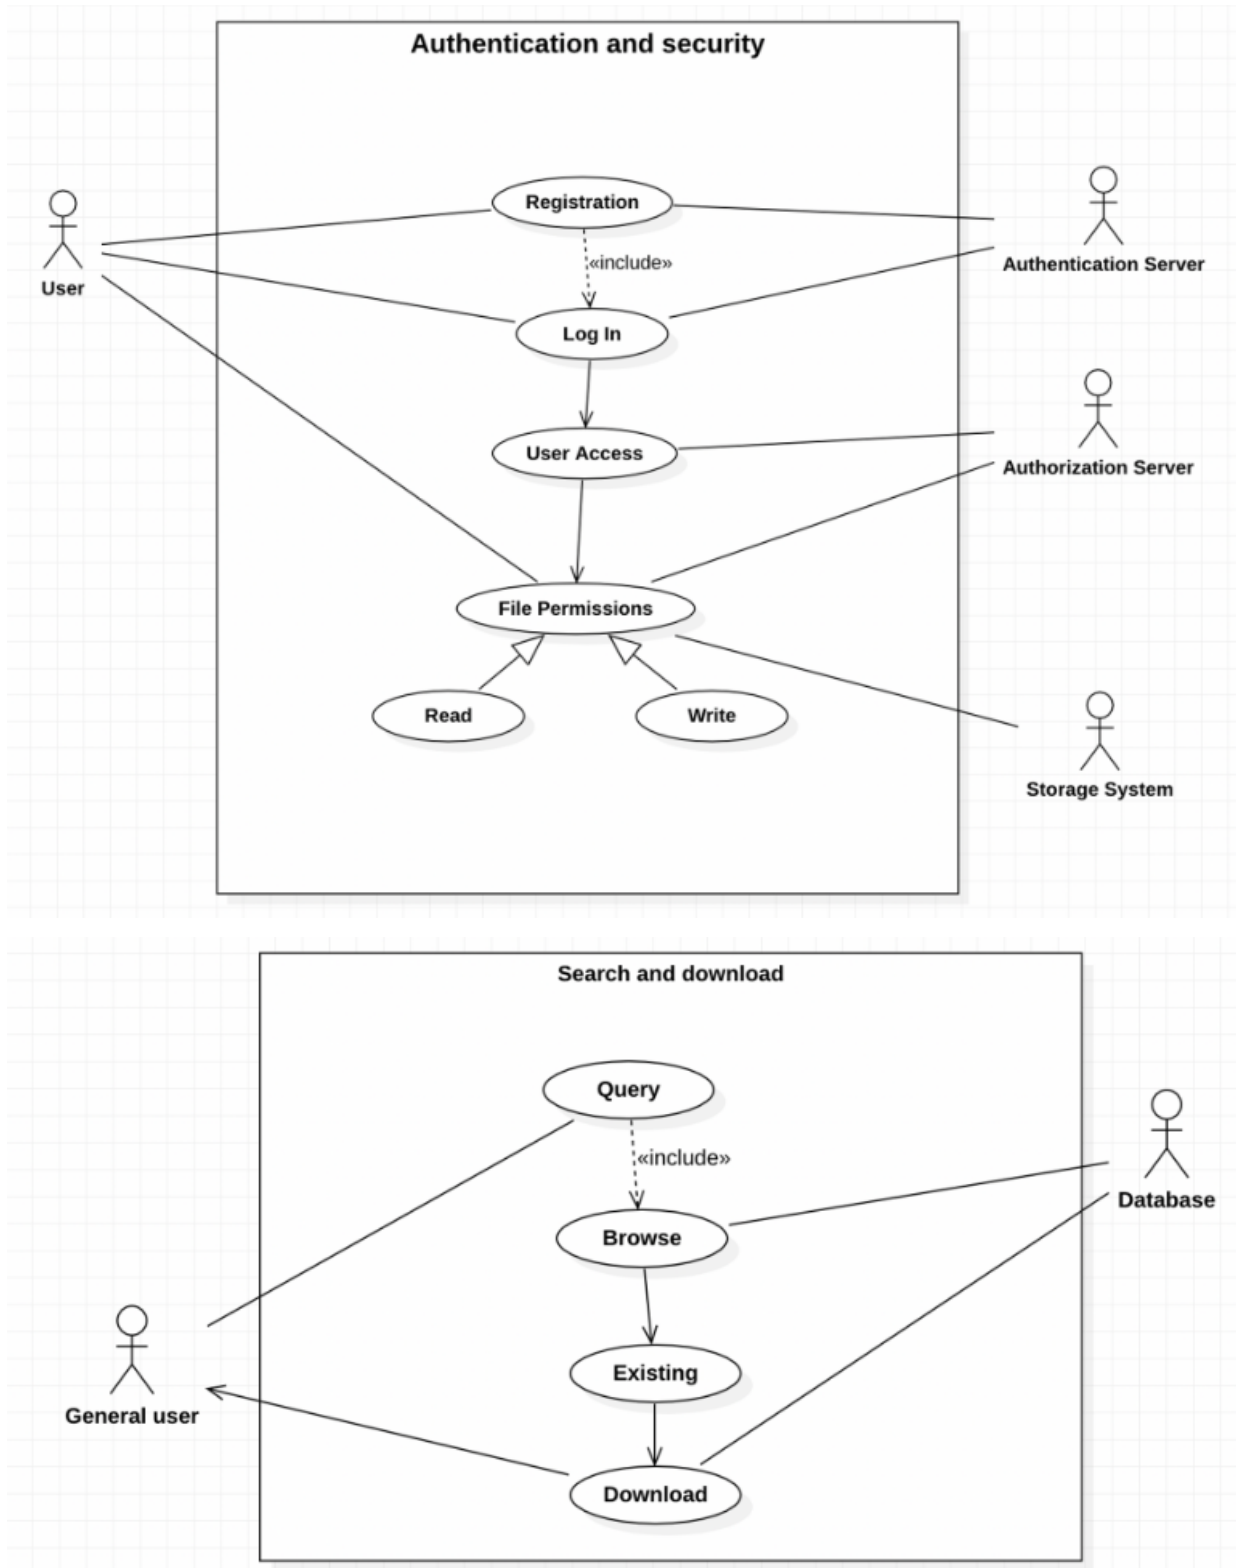 Authentication and security
Registration
«include»
User
Authentication Server
Log In
User Access
Authorization Server
File Permissions
Read
Write
Storage System
Search and download
Query
«include»
Database
Browse
Existing
General user
Download